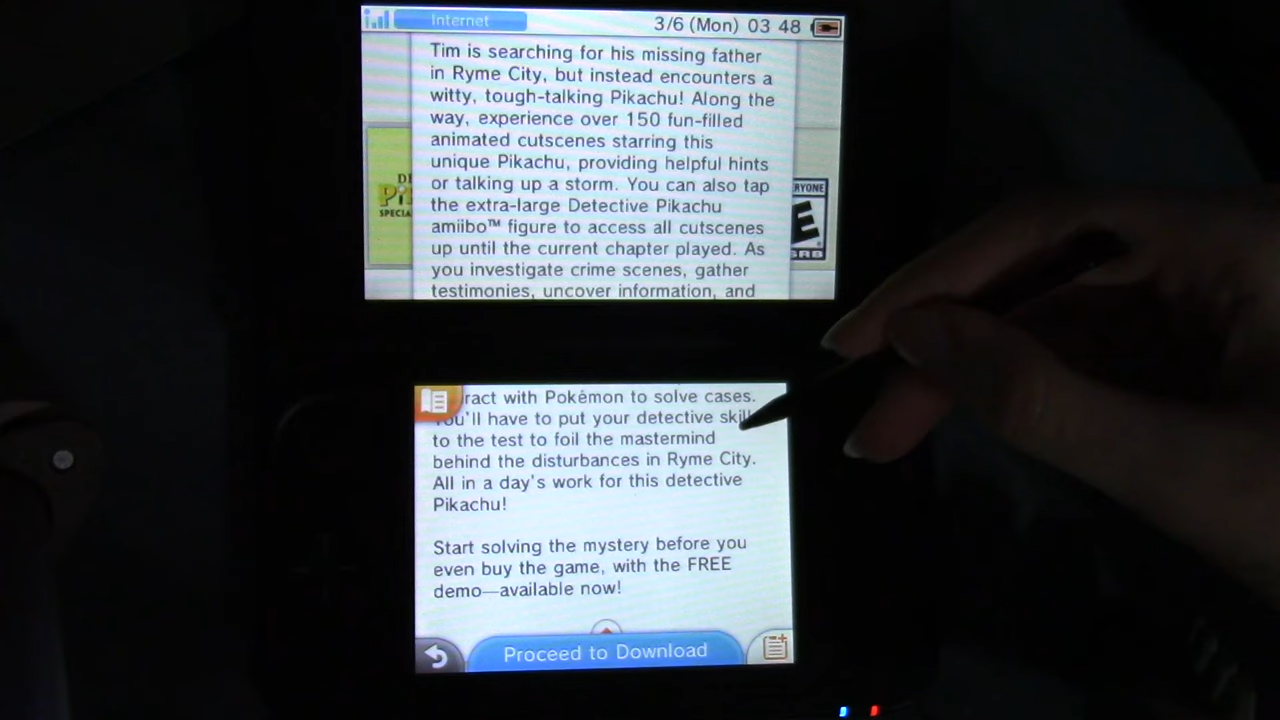 Internet
3/6 (Mon) 03 48
Tim is searching for his missing father
in Ryme City, but instead encounters a
witty, tough-talking Pikachu! Along the
way, experience over 150 fun-filled
animated cutscenes starring this
unique Pikachu, providing helpful hints
or talking up a storm. You can also tap
the extra-large Detective Pikachu
amiibo™ figure to access all cutscenes
up until the current chapter played. As
you investigate crime scenes, gather
testimonies, uncover information, and
RYONE
E
SRB
ract with Pokémon to solve cases.
You'll have to put your detective skill
to the test to foil the mastermind
behind the disturbances in Ryme City.
All in a day's work for this detective
Pikachu!
Start solving the mystery before you
even buy the game, with the FREE
demo—available now!
Proceed to Download